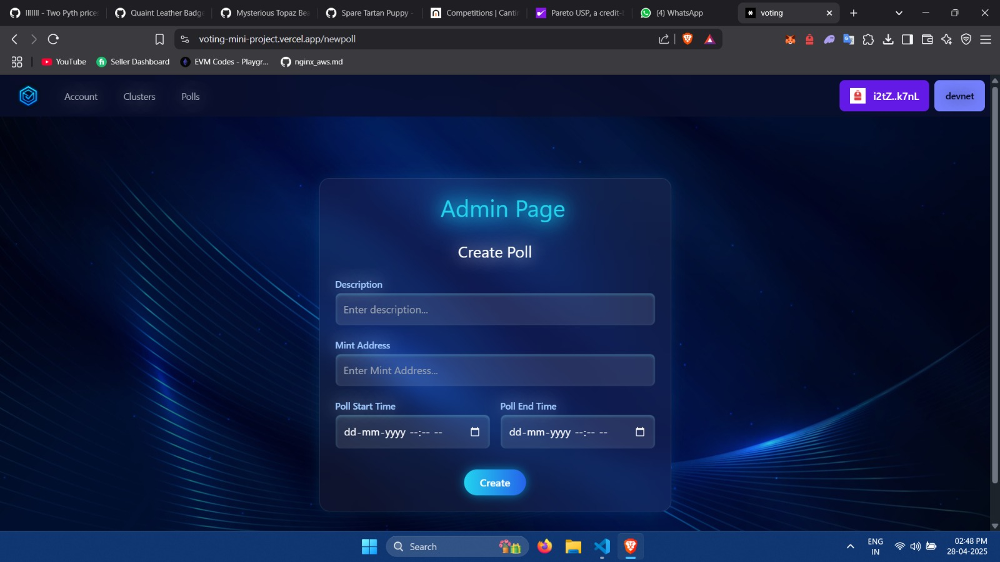 IIIIIII - Two Pyth price
Quaint Leather Badg
Mysterious Topaz Bea
Spare Tartan Puppy -
Competitions | Cantin
Pareto USP, a credit-
(4) WhatsApp
voting
voting-mini-project.vercel.app/newpoll
YouTube
Seller Dashboard
EVM Codes - Playgr...
nginx_aws.md
Account
Clusters
Polls
i2tZ..k7nL
devnet
Admin Page
Create Poll
Description
Enter description...
Mint Address
Enter Mint Address...
Poll Start Time
Poll End Time
dd-mm-yyyy --:-- --
dd-mm-yyyy --:-- --
Create
Search
ENG
IN
02:48 PM
28-04-2025